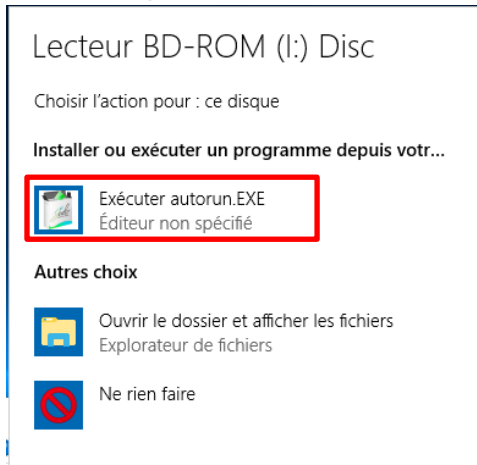 Lecteur BD-ROM (I:) Disc
Choisir l'action pour : ce disque
Installer ou exécuter un programme depuis votr...
Exécuter autorun.EXE
Éditeur non spécifié
Autres choix
Ouvrir le dossier et afficher les fichiers
Explorateur de fichiers
Ne rien faire